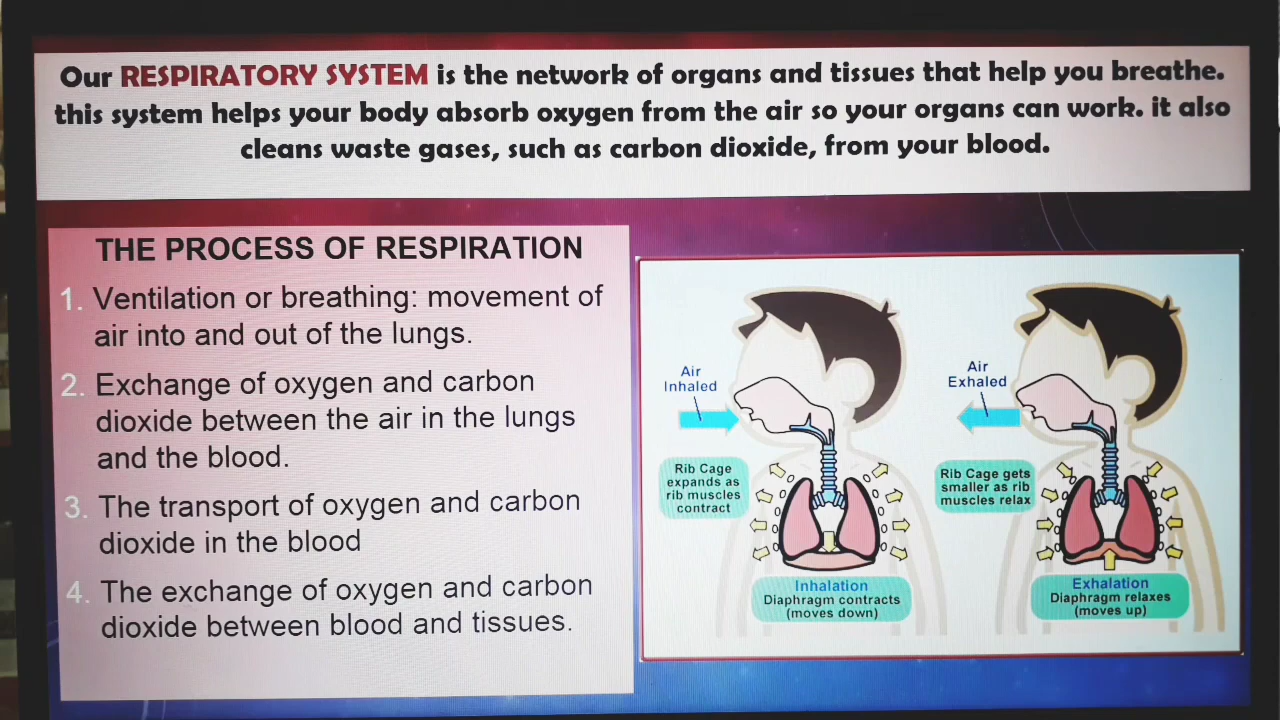 Our RESPIRATORY SYSTEM is the network of organs and tissues that help you breathe.
this system helps your body absorb oxygen from the air so your organs can work. it also
cleans waste gases, such as carbon dioxide, from your blood.
THE PROCESS OF RESPIRATION
1. Ventilation or breathing: movement of
air into and out of the lungs.
2. Exchange of oxygen and carbon
dioxide between the air in the lungs
and the blood.
3. The transport of oxygen and carbon
dioxide in the blood
4. The exchange of oxygen and carbon
dioxide between blood and tissues.
Air
Inhaled
Rib Cage
expands as
rib muscles
contract
Inhalation
Diaphragm contracts
(moves down)
Air
Exhaled
Rib Cage gets
smaller as rib
muscles relax
Exhalation
Diaphragm relaxes
(moves up)